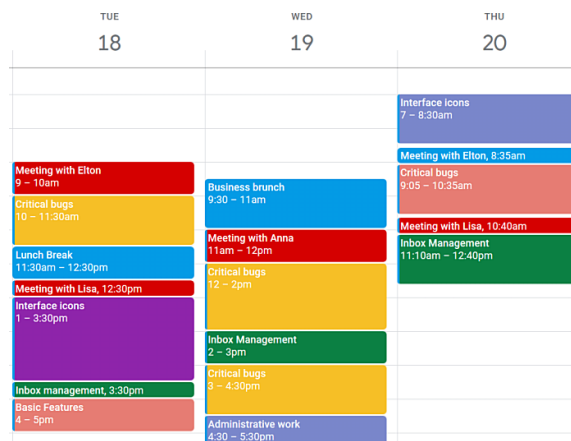 TUE
18
WED
19
THU
20
Meeting with Elton
9 – 10am
Critical bugs
10 – 11:30am
Lunch Break
11:30am – 12:30pm
Meeting with Lisa, 12:30pm
Interface icons
1 – 3:30pm
Inbox management, 3:30pm
Basic Features
4 – 5pm
Business brunch
9:30 – 11am
Meeting with Anna
11am – 12pm
Critical bugs
12 – 2pm
Inbox Management
2 – 3pm
Critical bugs
3 – 4:30pm
Administrative work
4:30 – 5:30pm
Interface icons
7 – 8:30am
Meeting with Elton, 8:35am
Critical bugs
9:05 – 10:35am
Meeting with Lisa, 10:40am
Inbox Management
11:10am – 12:40pm